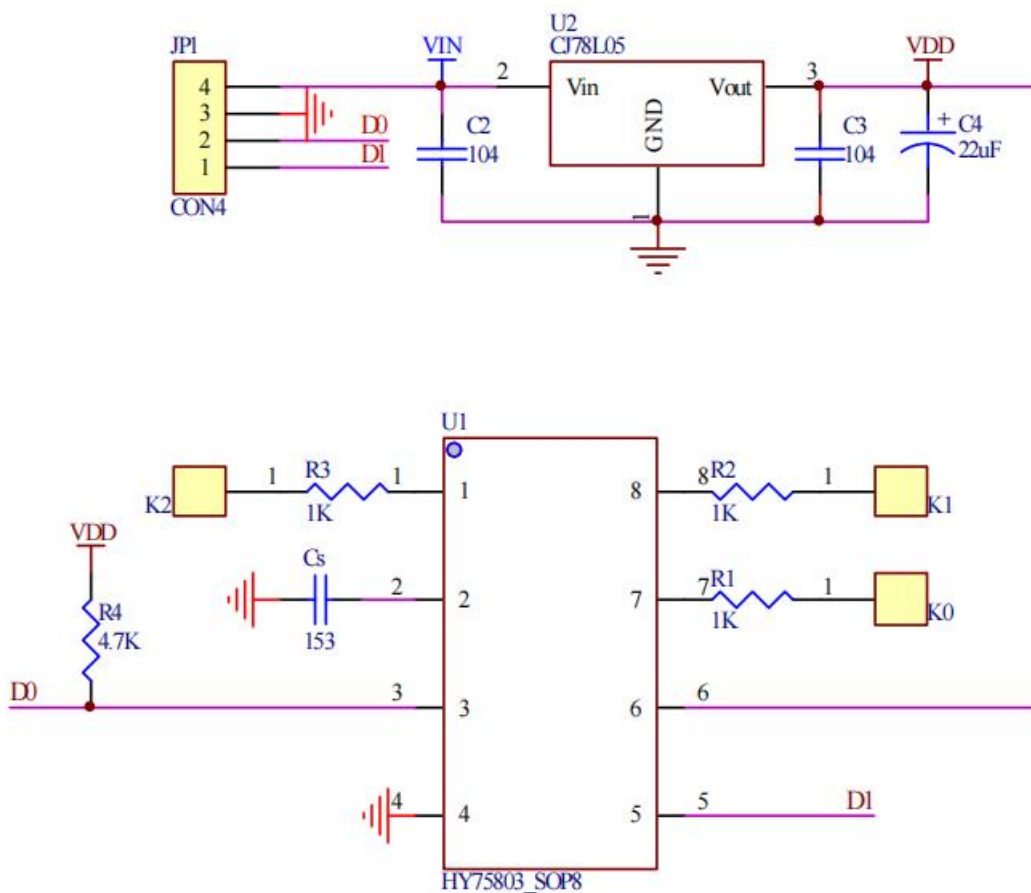 JP1
4
3
2
1
CON4
D0
D1
VIN
C2
104
2
U2
CJ78L05
Vin
Vout
GND
1
3
C3
104
VDD
+
C4
22uF
U1
K2
1
R3
1K
1
1
Cs
153
2
2
VDD
R4
4.7K
D0
3
3
4
4
8
8
R2
1K
1
K1
7
7
R1
1K
1
K0
6
6
5
5
D1
HY75803_SOP8